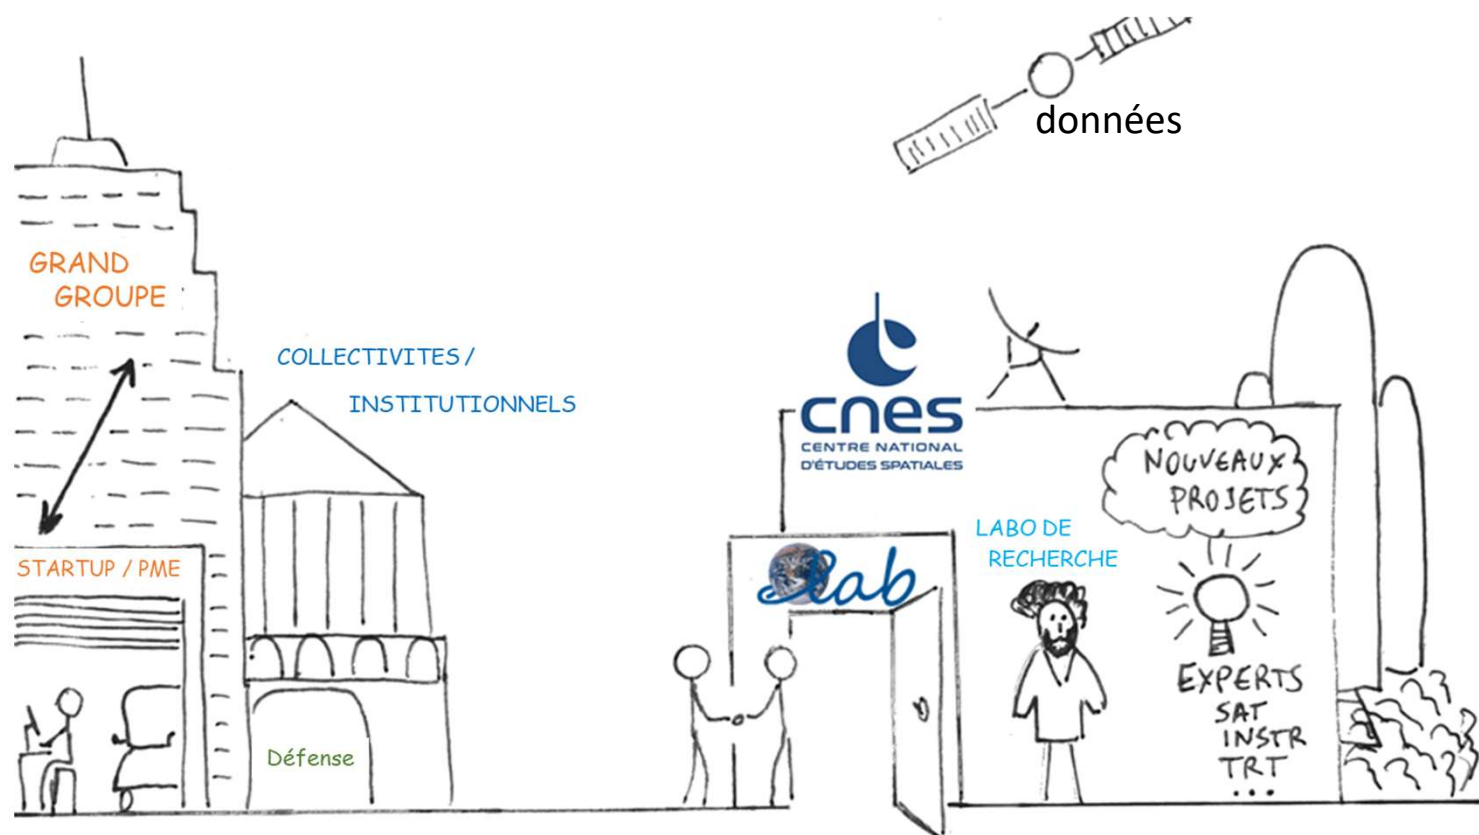 données
GRAND
GROUPE
COLLECTIVITES /
INSTITUTIONNELS
STARTUP / PME
Défense
cnes
CENTRE NATIONAL
D'ÉTUDES SPATIALES
lab
LABO DE
RECHERCHE
NOUVEAUX
PROJETS
EXPERTS
SAT
INSTR
TRT
...